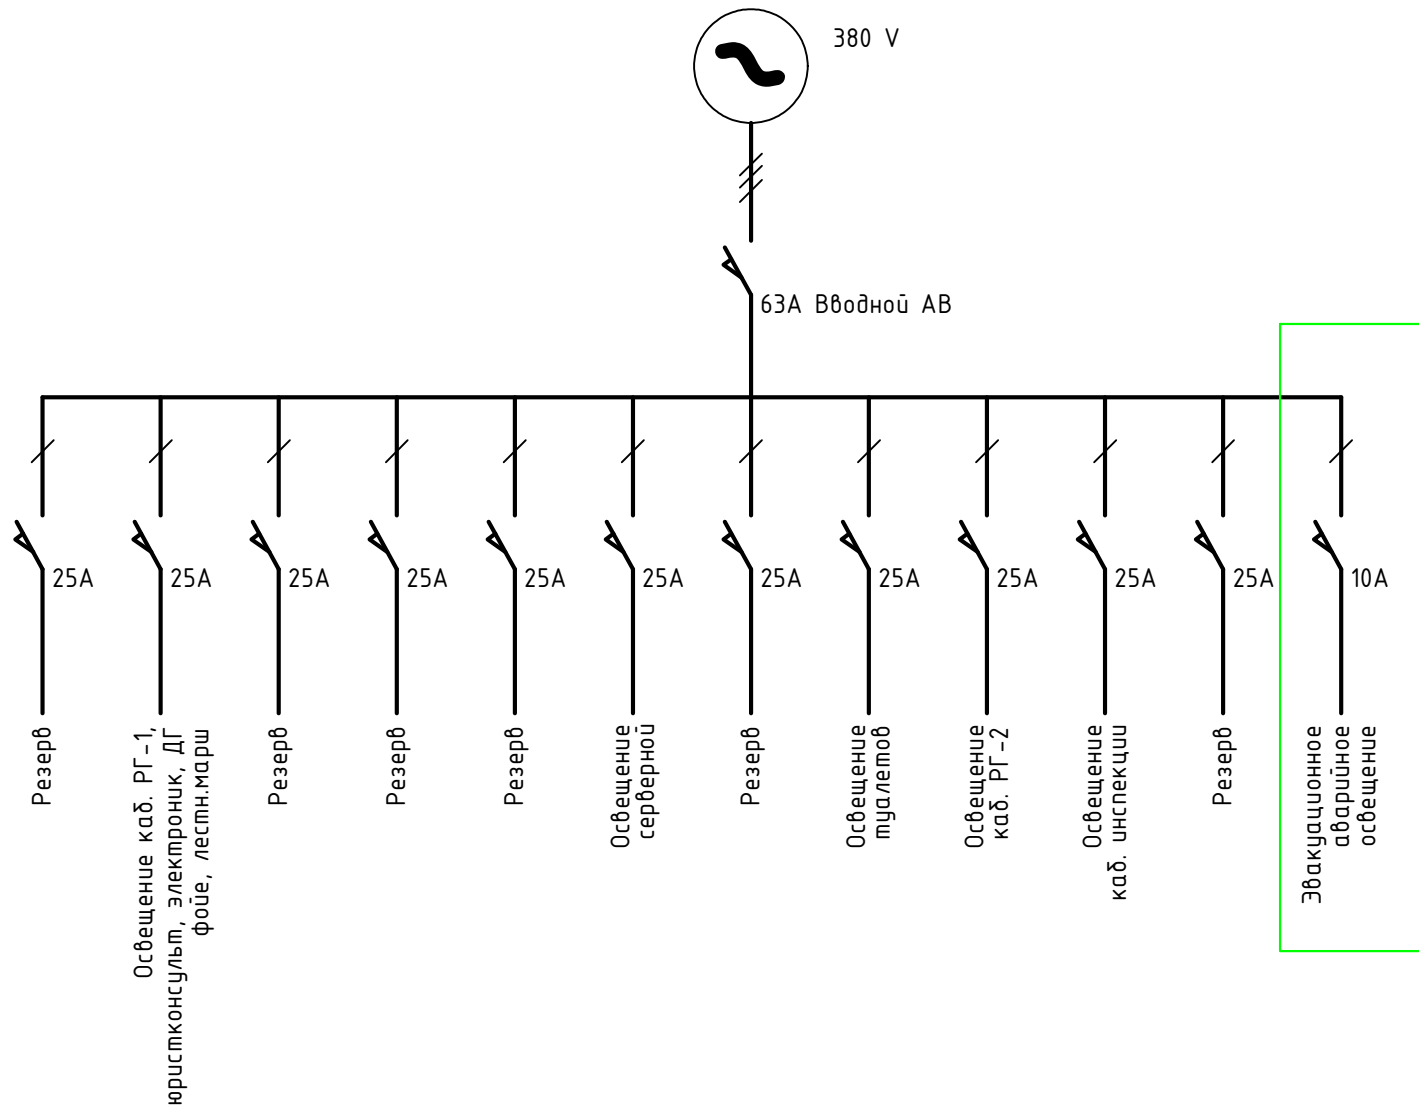 380 V
63А Вводной АВ
25А
25А
25А
25А
25А
25А
25А
25А
25А
25А
25А
10А
Резерв
Освещение каб. РГ-1,
юристконсульт, электроник, ДГ
фойе, лестн.марш
Резерв
Резерв
Резерв
Освещение
серверной
Резерв
Освещение
туалетов
Освещение
каб. РГ-2
Освещение
каб. инспекции
Резерв
Эвакуационное
аварийное
освещение